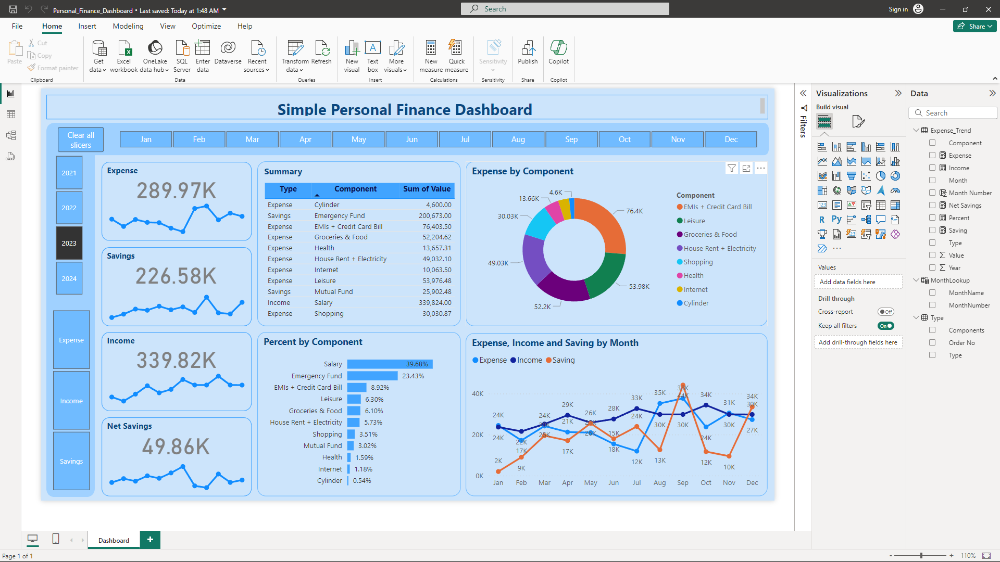 Personal_Finance_Dashboard • Last saved: Today at 1:48 AM
Search
Sign in
File Home Insert Modeling View Optimize Help
Share
Paste
Cut
Copy
Format painter
Clipboard
Get data
Excel workbook
OneLake data hub
SQL Server
Enter data
Dataverse
Recent sources
Data
Transform data
Refresh
Queries
New visual
Text box
More visuals
Insert
New measure
Quick measure
Calculations
Sensitivity
Sensitivity
Publish
Share
Copilot
Copilot
Simple Personal Finance Dashboard
Clear all slicers
Jan Feb Mar Apr May Jun Jul Aug Sep Oct Nov Dec
2021
2022
2023
2024
Expense
Income
Savings
Expense
289.97K
Savings
226.58K
Income
339.82K
Net Savings
49.86K
Summary
Type Component Sum of Value
Expense Cylinder 4,600.00
Savings Emergency Fund 200,673.00
Expense EMIs + Credit Card Bill 76,403.50
Expense Groceries & Food 52,204.62
Expense Health 13,657.31
Expense House Rent + Electricity 49,032.10
Expense Internet 10,063.50
Expense Leisure 53,976.48
Savings Mutual Fund 25,902.48
Income Salary 339,824.00
Expense Shopping 30,030.87
Percent by Component
Salary 39.68%
Emergency Fund 23.43%
EMIs + Credit Card Bill 8.92%
Leisure 6.30%
Groceries & Food 6.10%
House Rent + Electricity 5.73%
Shopping 3.51%
Mutual Fund 3.02%
Health 1.59%
Internet 1.18%
Cylinder 0.54%
Expense by Component
4.6K
13.66K
30.03K
49.03K
52.2K
53.98K
76.4K
Component
EMIs + Credit Card Bill
Leisure
Groceries & Food
House Rent + Electricity
Shopping
Health
Internet
Cylinder
Expense, Income and Saving by Month
Expense Income Saving
40K
20K
0K
24K 24K 2K
22K 17K 9K
24K 20K 25K
29K 21K 17K
26K 26K
28K 15K 18K
33K 24K 12K
35K 30K 13K
38K 44K 30K
34K 24K 12K
31K 30K 10K
34K 30K 27K
Jan Feb Mar Apr May Jun Jul Aug Sep Oct Nov Dec
Filters
Visualizations
Build visual
R Py
123
Values
Add data fields here
Drill through
Cross-report Off
Keep all filters On
Add drill-through fields here
Data
Search
Expense_Trend
Component
Expense
Income
Month
Month Number
Net Savings
Percent
Saving
Type
Value
Year
MonthLookup
MonthName
MonthNumber
Type
Components
Order No
Type
Dashboard
Page 1 of 1
- + 110%